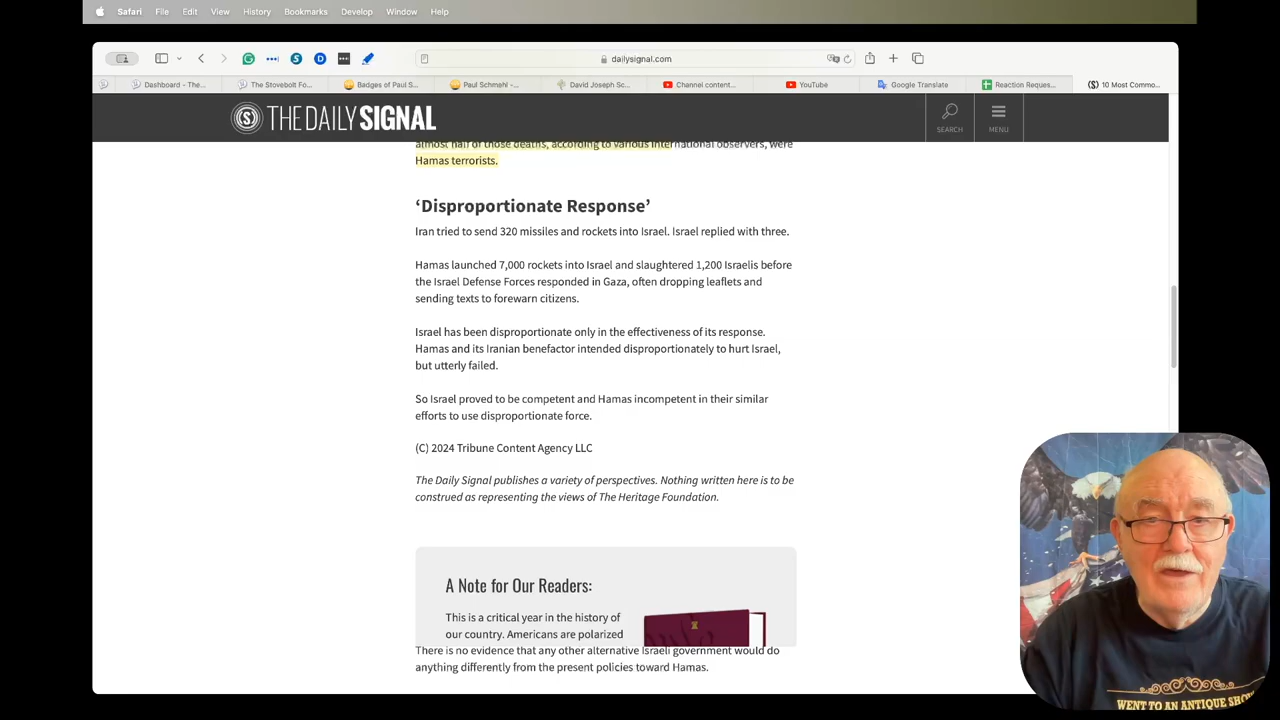 Safari File Edit View History Bookmarks Develop Window Help
dailysignal.com
Dashboard - The... The Stovebolt Fo... Badges of Paul S... Paul Schmehl -... David Joseph Sc... Channel content... YouTube Google Translate Reaction Reques... 10 Most Commo...
THE DAILY SIGNAL
SEARCH MENU
almost half of those deaths, according to various international observers, were
Hamas terrorists.
‘Disproportionate Response’
Iran tried to send 320 missiles and rockets into Israel. Israel replied with three.
Hamas launched 7,000 rockets into Israel and slaughtered 1,200 Israelis before
the Israel Defense Forces responded in Gaza, often dropping leaflets and
sending texts to forewarn citizens.
Israel has been disproportionate only in the effectiveness of its response.
Hamas and its Iranian benefactor intended disproportionately to hurt Israel,
but utterly failed.
So Israel proved to be competent and Hamas incompetent in their similar
efforts to use disproportionate force.
(C) 2024 Tribune Content Agency LLC
The Daily Signal publishes a variety of perspectives. Nothing written here is to be
construed as representing the views of The Heritage Foundation.
A Note for Our Readers:
This is a critical year in the history of
our country. Americans are polarized
There is no evidence that any other alternative Israeli government would do
anything differently from the present policies toward Hamas.
WENT TO AN ANTIQUE SHO